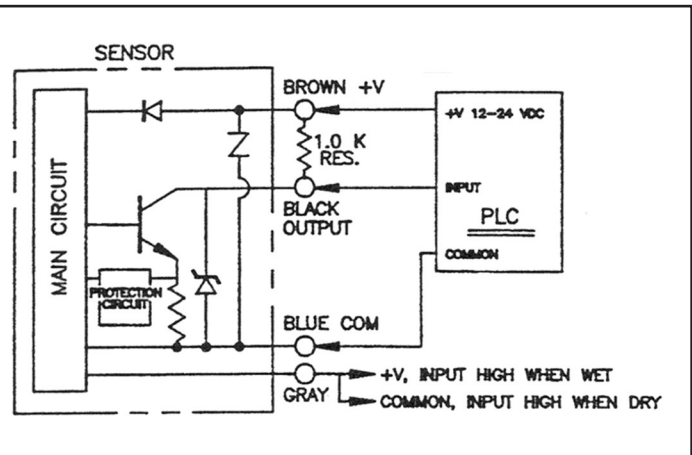 SENSOR
BROWN +V
+V 12-24 VDC
1.0 K
RES.
MAIN CIRCUIT
INPUT
BLACK
OUTPUT
PLC
COMMON
PROTECTION
CIRCUIT
BLUE COM
GRAY
+V, INPUT HIGH WHEN WET
COMMON, INPUT HIGH WHEN DRY